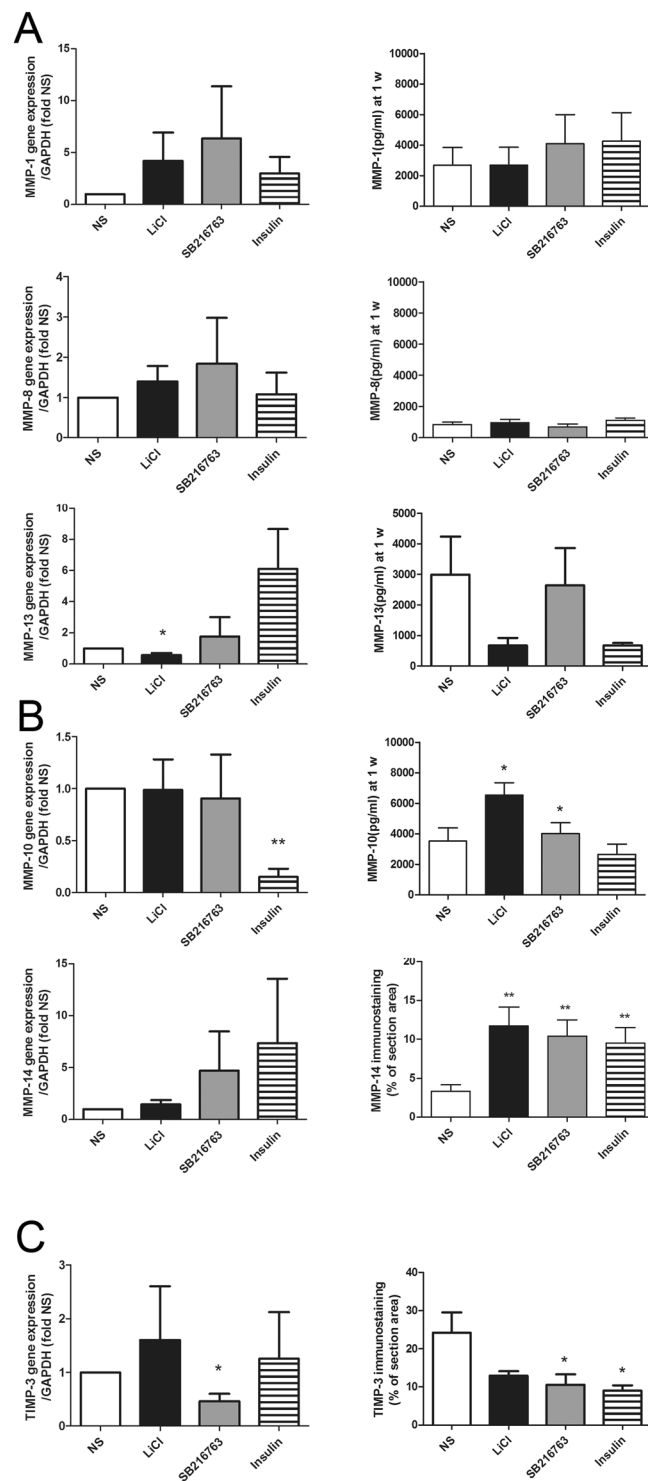 A
MMP-1 gene expression
/GAPDH (fold NS)
15
10
5
0
NS
LiCl
SB216763
Insulin
MMP-1(pg/ml) at 1 w
10000
8000
6000
4000
2000
0
NS
LiCl
SB216763
Insulin
MMP-8 gene expression
/GAPDH (fold NS)
4
3
2
1
0
NS
LiCl
SB216763
Insulin
MMP-8(pg/ml) at 1 w
10000
8000
6000
4000
2000
0
NS
LiCl
SB216763
Insulin
MMP-13 gene expression
/GAPDH (fold NS)
10
8
6
4
2
0
*
NS
LiCl
SB216763
Insulin
MMP-13(pg/ml) at 1 w
5000
4000
3000
2000
1000
0
NS
LiCl
SB216763
Insulin
B
MMP-10 gene expression
/GAPDH (fold NS)
1.5
1.0
0.5
0.0
**
NS
LiCl
SB216763
Insulin
MMP-10(pg/ml) at 1 w
10000
8000
6000
4000
2000
0
*
*
NS
LiCl
SB216763
Insulin
MMP-14 gene expression
/GAPDH (fold NS)
15
10
5
0
NS
LiCl
SB216763
Insulin
MMP-14 immunostaining
(% of section area)
20
15
10
5
0
**
**
**
NS
LiCl
SB216763
Insulin
C
TIMP-3 gene expression
/GAPDH (fold NS)
3
2
1
0
*
NS
LiCl
SB216763
Insulin
TIMP-3 immunostaining
(% of section area)
40
30
20
10
0
*
*
NS
LiCl
SB216763
Insulin